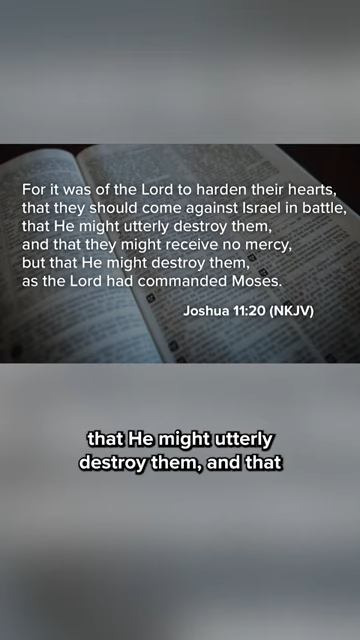 For it was of the Lord to harden their hearts,
that they should come against Israel in battle,
that He might utterly destroy them,
and that they might receive no mercy,
but that He might destroy them,
as the Lord had commanded Moses.
Joshua 11:20 (NKJV)
that He might utterly
destroy them, and that